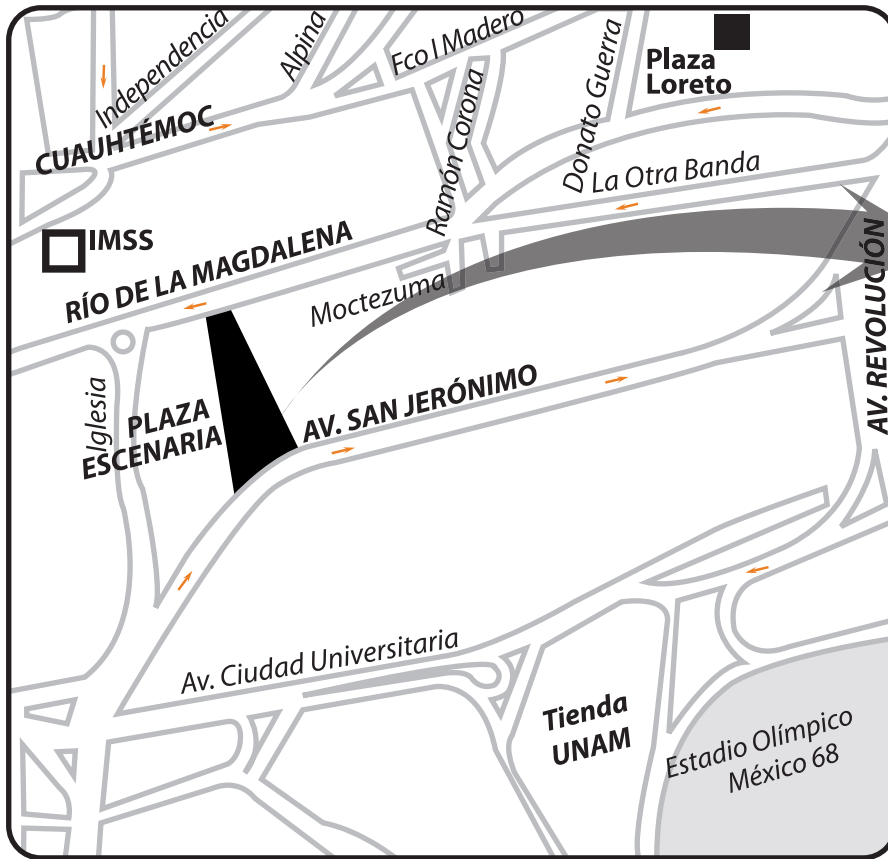 Independencia
Alpina
Fco I Madero
Ramón Corona
Donato Guerra
Plaza
Loreto
CUAUHTÉMOC
La Otra Banda
IMSS
RÍO DE LA MAGDALENA
Moctezuma
AV. REVOLUCIÓN
Iglesia
PLAZA
ESCENARIA
AV. SAN JERÓNIMO
Av. Ciudad Universitaria
Tienda
UNAM
Estadio Olímpico
México 68